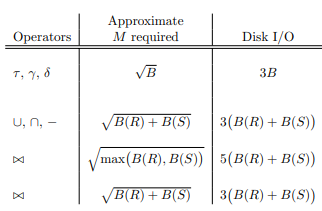 Approximate
Operators M required Disk I/O
τ, γ, δ √B 3B
∪, ∩, − √B(R) + B(S) 3(B(R) + B(S))
⋈ √max(B(R), B(S)) 5(B(R) + B(S))
⋈ √B(R) + B(S) 3(B(R) + B(S))